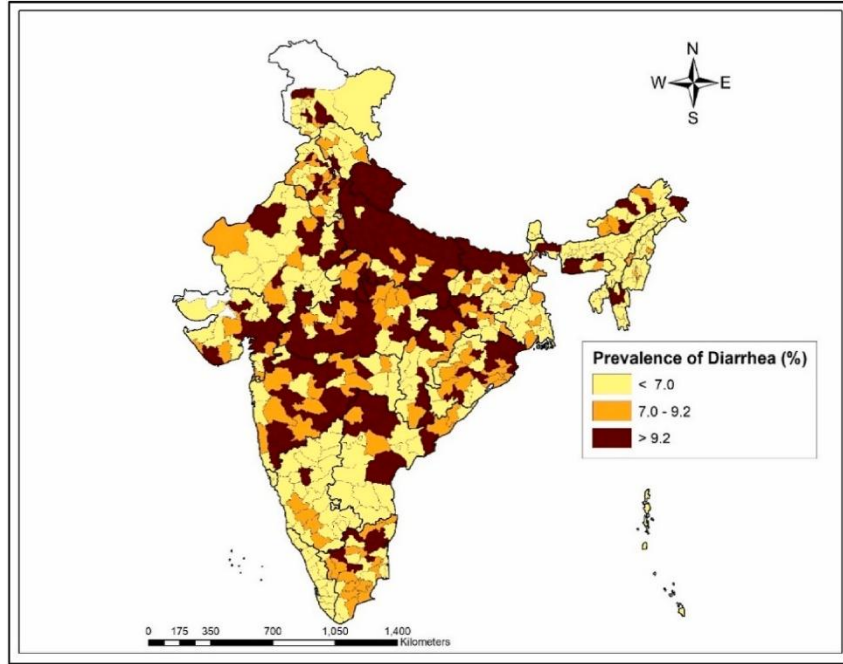 N
W E
S
Prevalence of Diarrhea (%)
< 7.0
7.0 - 9.2
> 9.2
0 175 350 700 1,050 1,400
Kilometers